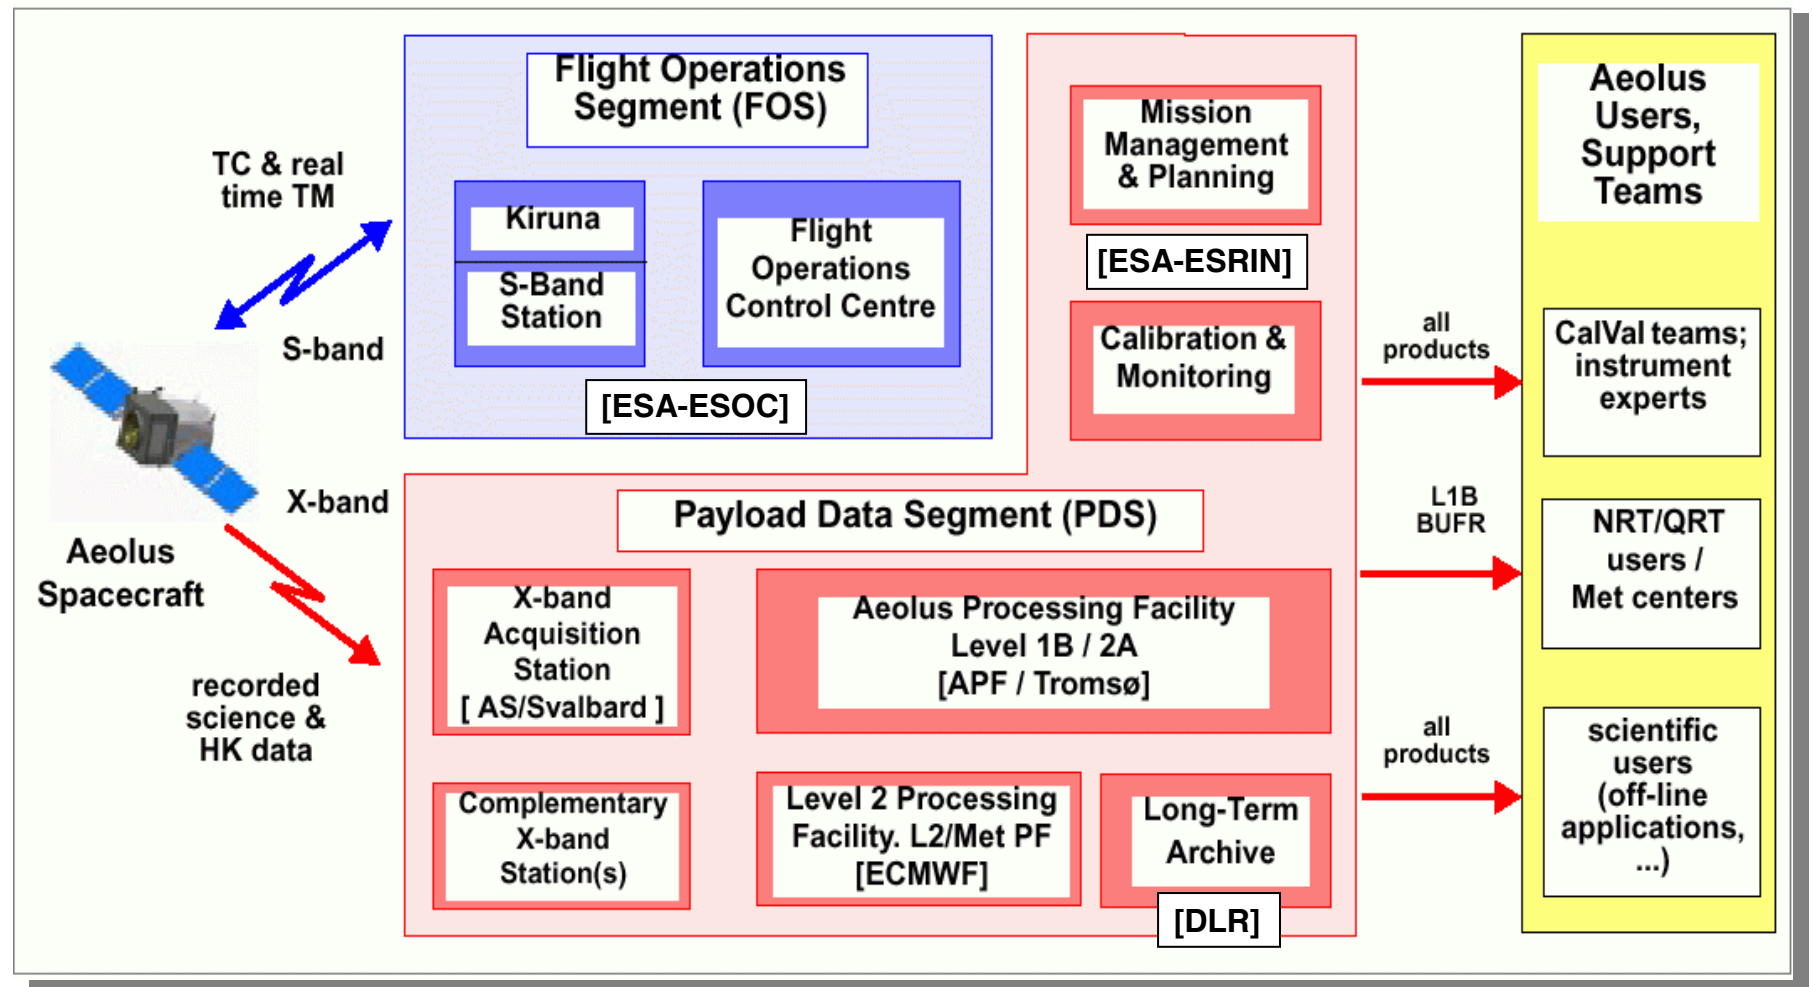 Flight Operations
Segment (FOS)
TC & real
time TM
Kiruna
S-Band
Station
Flight
Operations
Control Centre
[ESA-ESOC]
S-band
X-band
Aeolus
Spacecraft
recorded
science &
HK data
Mission
Management
& Planning
[ESA-ESRIN]
Calibration &
Monitoring
Payload Data Segment (PDS)
X-band
Acquisition
Station
[ AS/Svalbard ]
Aeolus Processing Facility
Level 1B / 2A
[APF / Tromsø]
Complementary
X-band
Station(s)
Level 2 Processing
Facility. L2/Met PF
[ECMWF]
Long-Term
Archive
[DLR]
all
products
L1B
BUFR
all
products
Aeolus
Users,
Support
Teams
CalVal teams;
instrument
experts
NRT/QRT
users /
Met centers
scientific
users
(off-line
applications,
...)